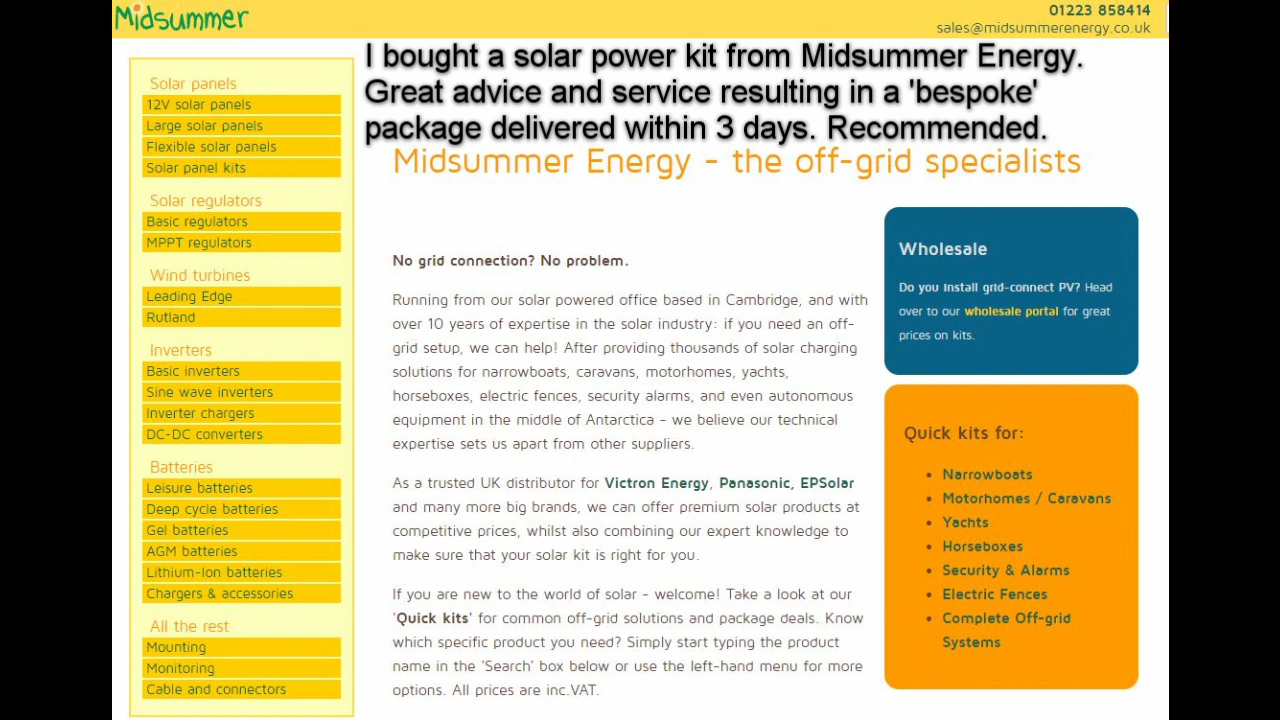 Midsummer
01223 858414
sales@midsummerenergy.co.uk
I bought a solar power kit from Midsummer Energy.
Great advice and service resulting in a 'bespoke'
package delivered within 3 days. Recommended.
Solar panels
12V solar panels
Large solar panels
Flexible solar panels
Solar panel kits
Solar regulators
Basic regulators
MPPT regulators
Wind turbines
Leading Edge
Rutland
Inverters
Basic inverters
Sine wave inverters
Inverter chargers
DC-DC converters
Batteries
Leisure batteries
Deep cycle batteries
Gel batteries
AGM batteries
Lithium-Ion batteries
Chargers & accessories
All the rest
Mounting
Monitoring
Cable and connectors
Midsummer Energy - the off-grid specialists
No grid connection? No problem.
Running from our solar powered office based in Cambridge, and with
over 10 years of expertise in the solar industry: if you need an off-
grid setup, we can help! After providing thousands of solar charging
solutions for narrowboats, caravans, motorhomes, yachts,
horseboxes, electric fences, security alarms, and even autonomous
equipment in the middle of Antarctica - we believe our technical
expertise sets us apart from other suppliers.
As a trusted UK distributor for Victron Energy, Panasonic, EPSolar
and many more big brands, we can offer premium solar products at
competitive prices, whilst also combining our expert knowledge to
make sure that your solar kit is right for you.
If you are new to the world of solar - welcome! Take a look at our
'Quick kits' for common off-grid solutions and package deals. Know
which specific product you need? Simply start typing the product
name in the 'Search' box below or use the left-hand menu for more
options. All prices are inc.VAT.
Wholesale
Do you install grid-connect PV? Head
over to our wholesale portal for great
prices on kits.
Quick kits for:
• Narrowboats
• Motorhomes / Caravans
• Yachts
• Horseboxes
• Security & Alarms
• Electric Fences
• Complete Off-grid
Systems